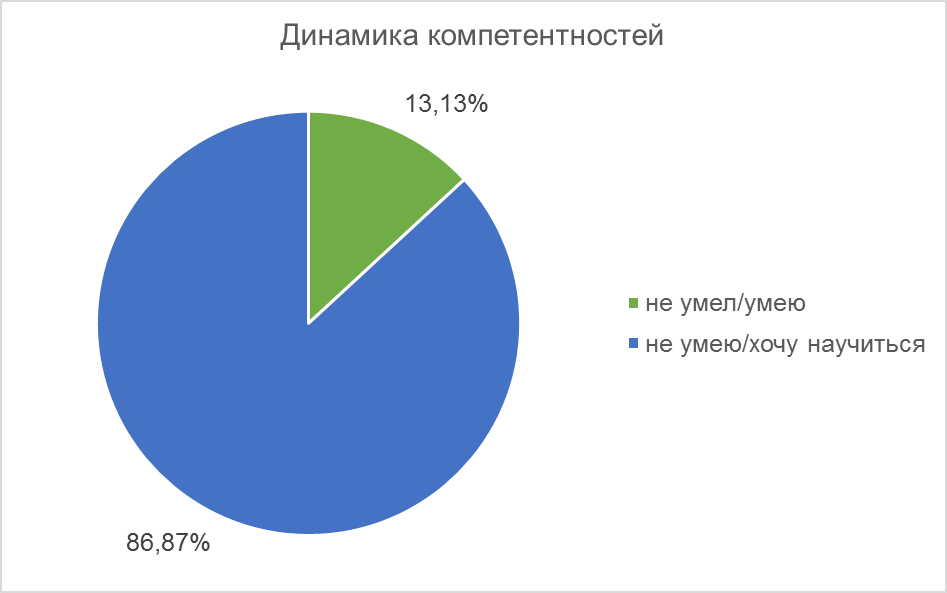 Динамика компетентностей
13,13%
не умел/умею
не умею/хочу научиться
86,87%